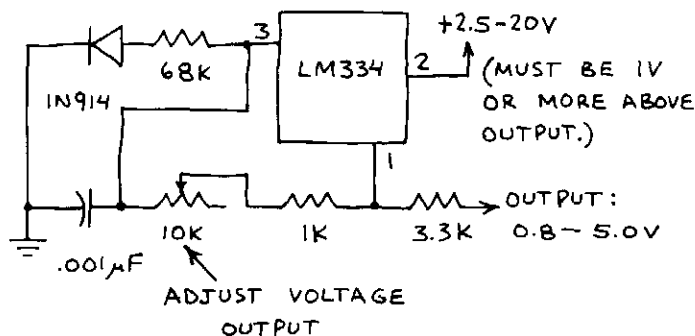 +2.5-20V
3
LM334
2
68K
1N914
(MUST BE 1V
OR MORE ABOVE
OUTPUT.)
1
10K
1K
3.3K
OUTPUT:
0.8 - 5.0V
.001µF
ADJUST VOLTAGE
OUTPUT